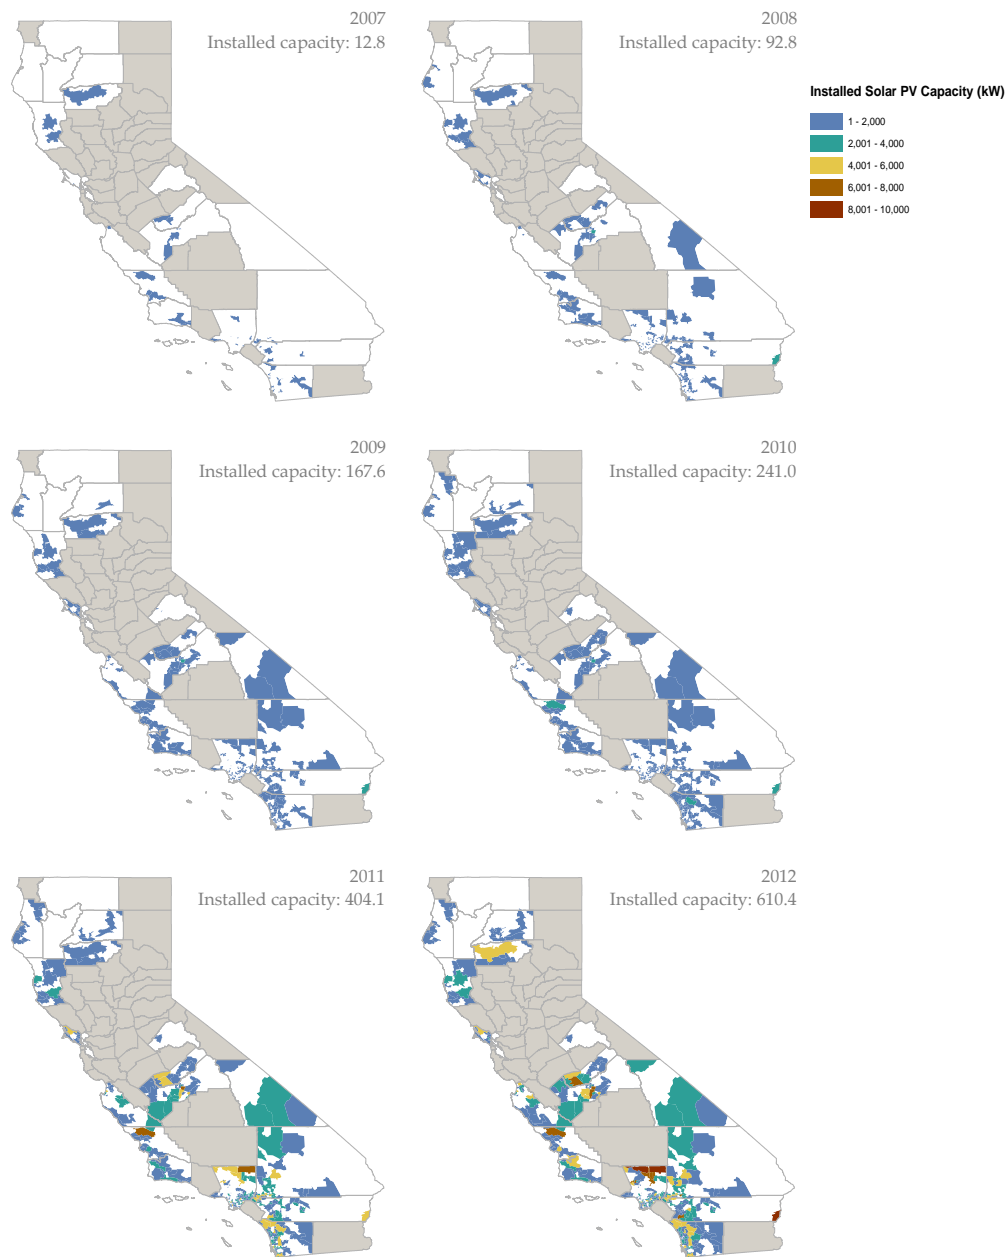 2007
Installed capacity: 12.8
2008
Installed capacity: 92.8
Installed Solar PV Capacity (kW)
1 - 2,000
2,001 - 4,000
4,001 - 6,000
6,001 - 8,000
8,001 - 10,000
2009
Installed capacity: 167.6
2010
Installed capacity: 241.0
2011
Installed capacity: 404.1
2012
Installed capacity: 610.4